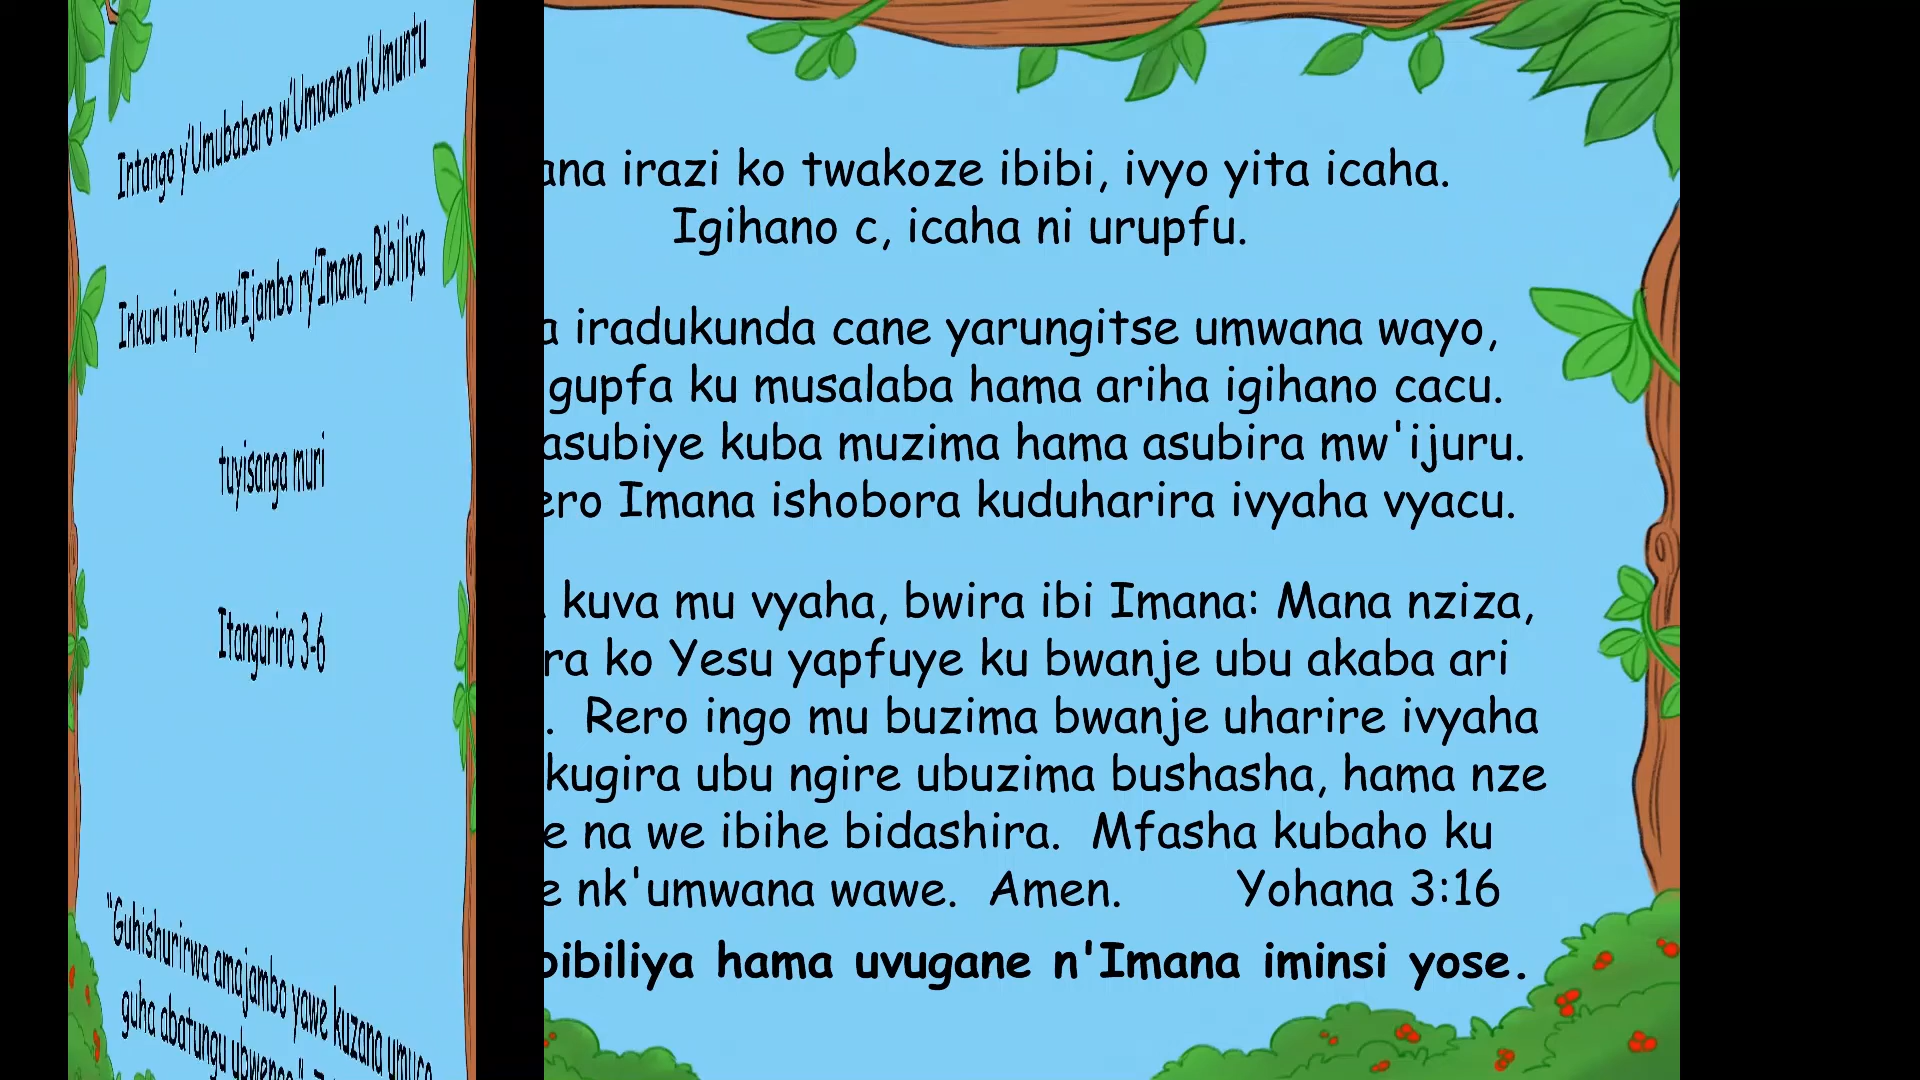 Intango y'Umubabaro w'Umwana w'Umuntu
Inkuru ivuye mw'Ijambo ry'Imana, Bibiliya
tuyisanga muri
Itanguriro 3-6
"Guhishurirwa amajambo yawe kuzana umuco
guha abatungu
irazi ko twakoze ibibi, ivyo yita icaha.
Igihano c, icaha ni urupfu.
iradukunda cane yarungitse umwana wayo,
gupfa ku musalaba hama ariha igihano cacu.
asubiye kuba muzima hama asubira mw'ijuru.
Imana ishobora kuduharira ivyaha vyacu.
kuva mu vyaha, bwira ibi Imana: Mana nziza,
ko Yesu yapfuye ku bwanje ubu akaba ari
. Rero ingo mu buzima bwanje uharire ivyaha
kugira ubu ngire ubuzima bushasha, hama nze
na we ibihe bidashira. Mfasha kubaho ku
nk'umwana wawe. Amen. Yohana 3:16
bibiliya hama uvugane n'Imana iminsi yose.